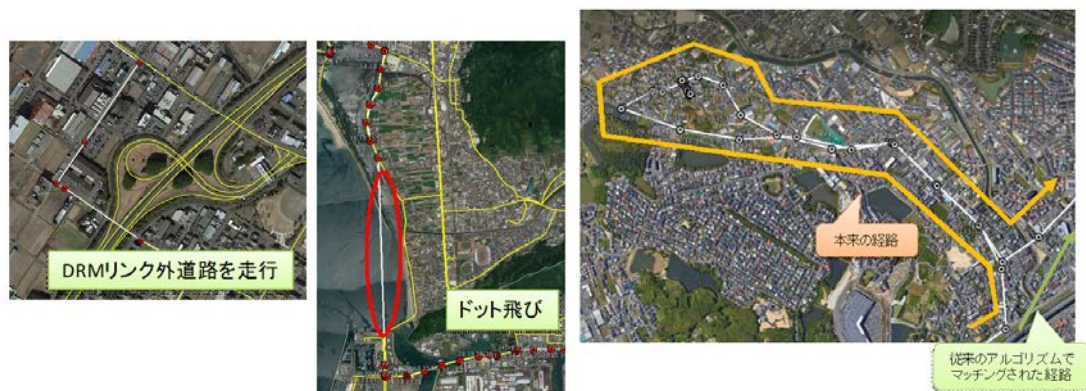 DRMリンク外道路を走行
ドット飛び
本来の経路
従来のアルゴリズムで
マッチングされた経路